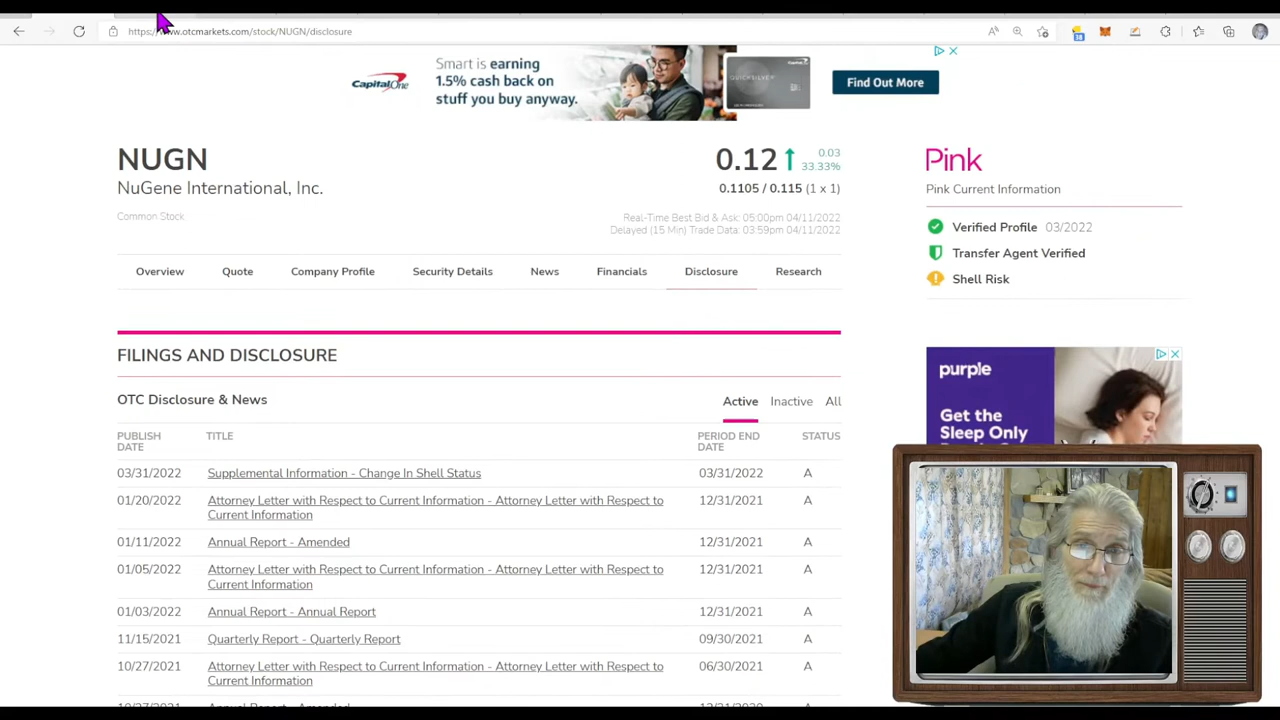 https://www.otcmarkets.com/stock/NUGN/disclosure
38
Capital One
Smart is earning
1.5% cash back on
stuff you buy anyway.
QUICKSILVER
Find Out More
NUGN
NuGene International, Inc.
Common Stock
0.12
0.03
33.33%
0.1105 / 0.115 (1 x 1)
Real-Time Best Bid & Ask: 05:00pm 04/11/2022
Delayed (15 Min) Trade Data: 03:59pm 04/11/2022
Pink
Pink Current Information
Verified Profile 03/2022
Transfer Agent Verified
Shell Risk
Overview Quote Company Profile Security Details News Financials Disclosure Research
FILINGS AND DISCLOSURE
OTC Disclosure & News
Active Inactive All
PUBLISH DATE TITLE PERIOD END DATE STATUS
03/31/2022 Supplemental Information - Change In Shell Status 03/31/2022 A
01/20/2022 Attorney Letter with Respect to Current Information - Attorney Letter with Respect to 12/31/2021 A
Current Information
01/11/2022 Annual Report - Amended 12/31/2021 A
01/05/2022 Attorney Letter with Respect to Current Information - Attorney Letter with Respect to 12/31/2021 A
Current Information
01/03/2022 Annual Report - Annual Report 12/31/2021 A
11/15/2021 Quarterly Report - Quarterly Report 09/30/2021 A
10/27/2021 Attorney Letter with Respect to Current Information - Attorney Letter with Respect to 06/30/2021 A
Current Information
purple
Get the
Sleep Only